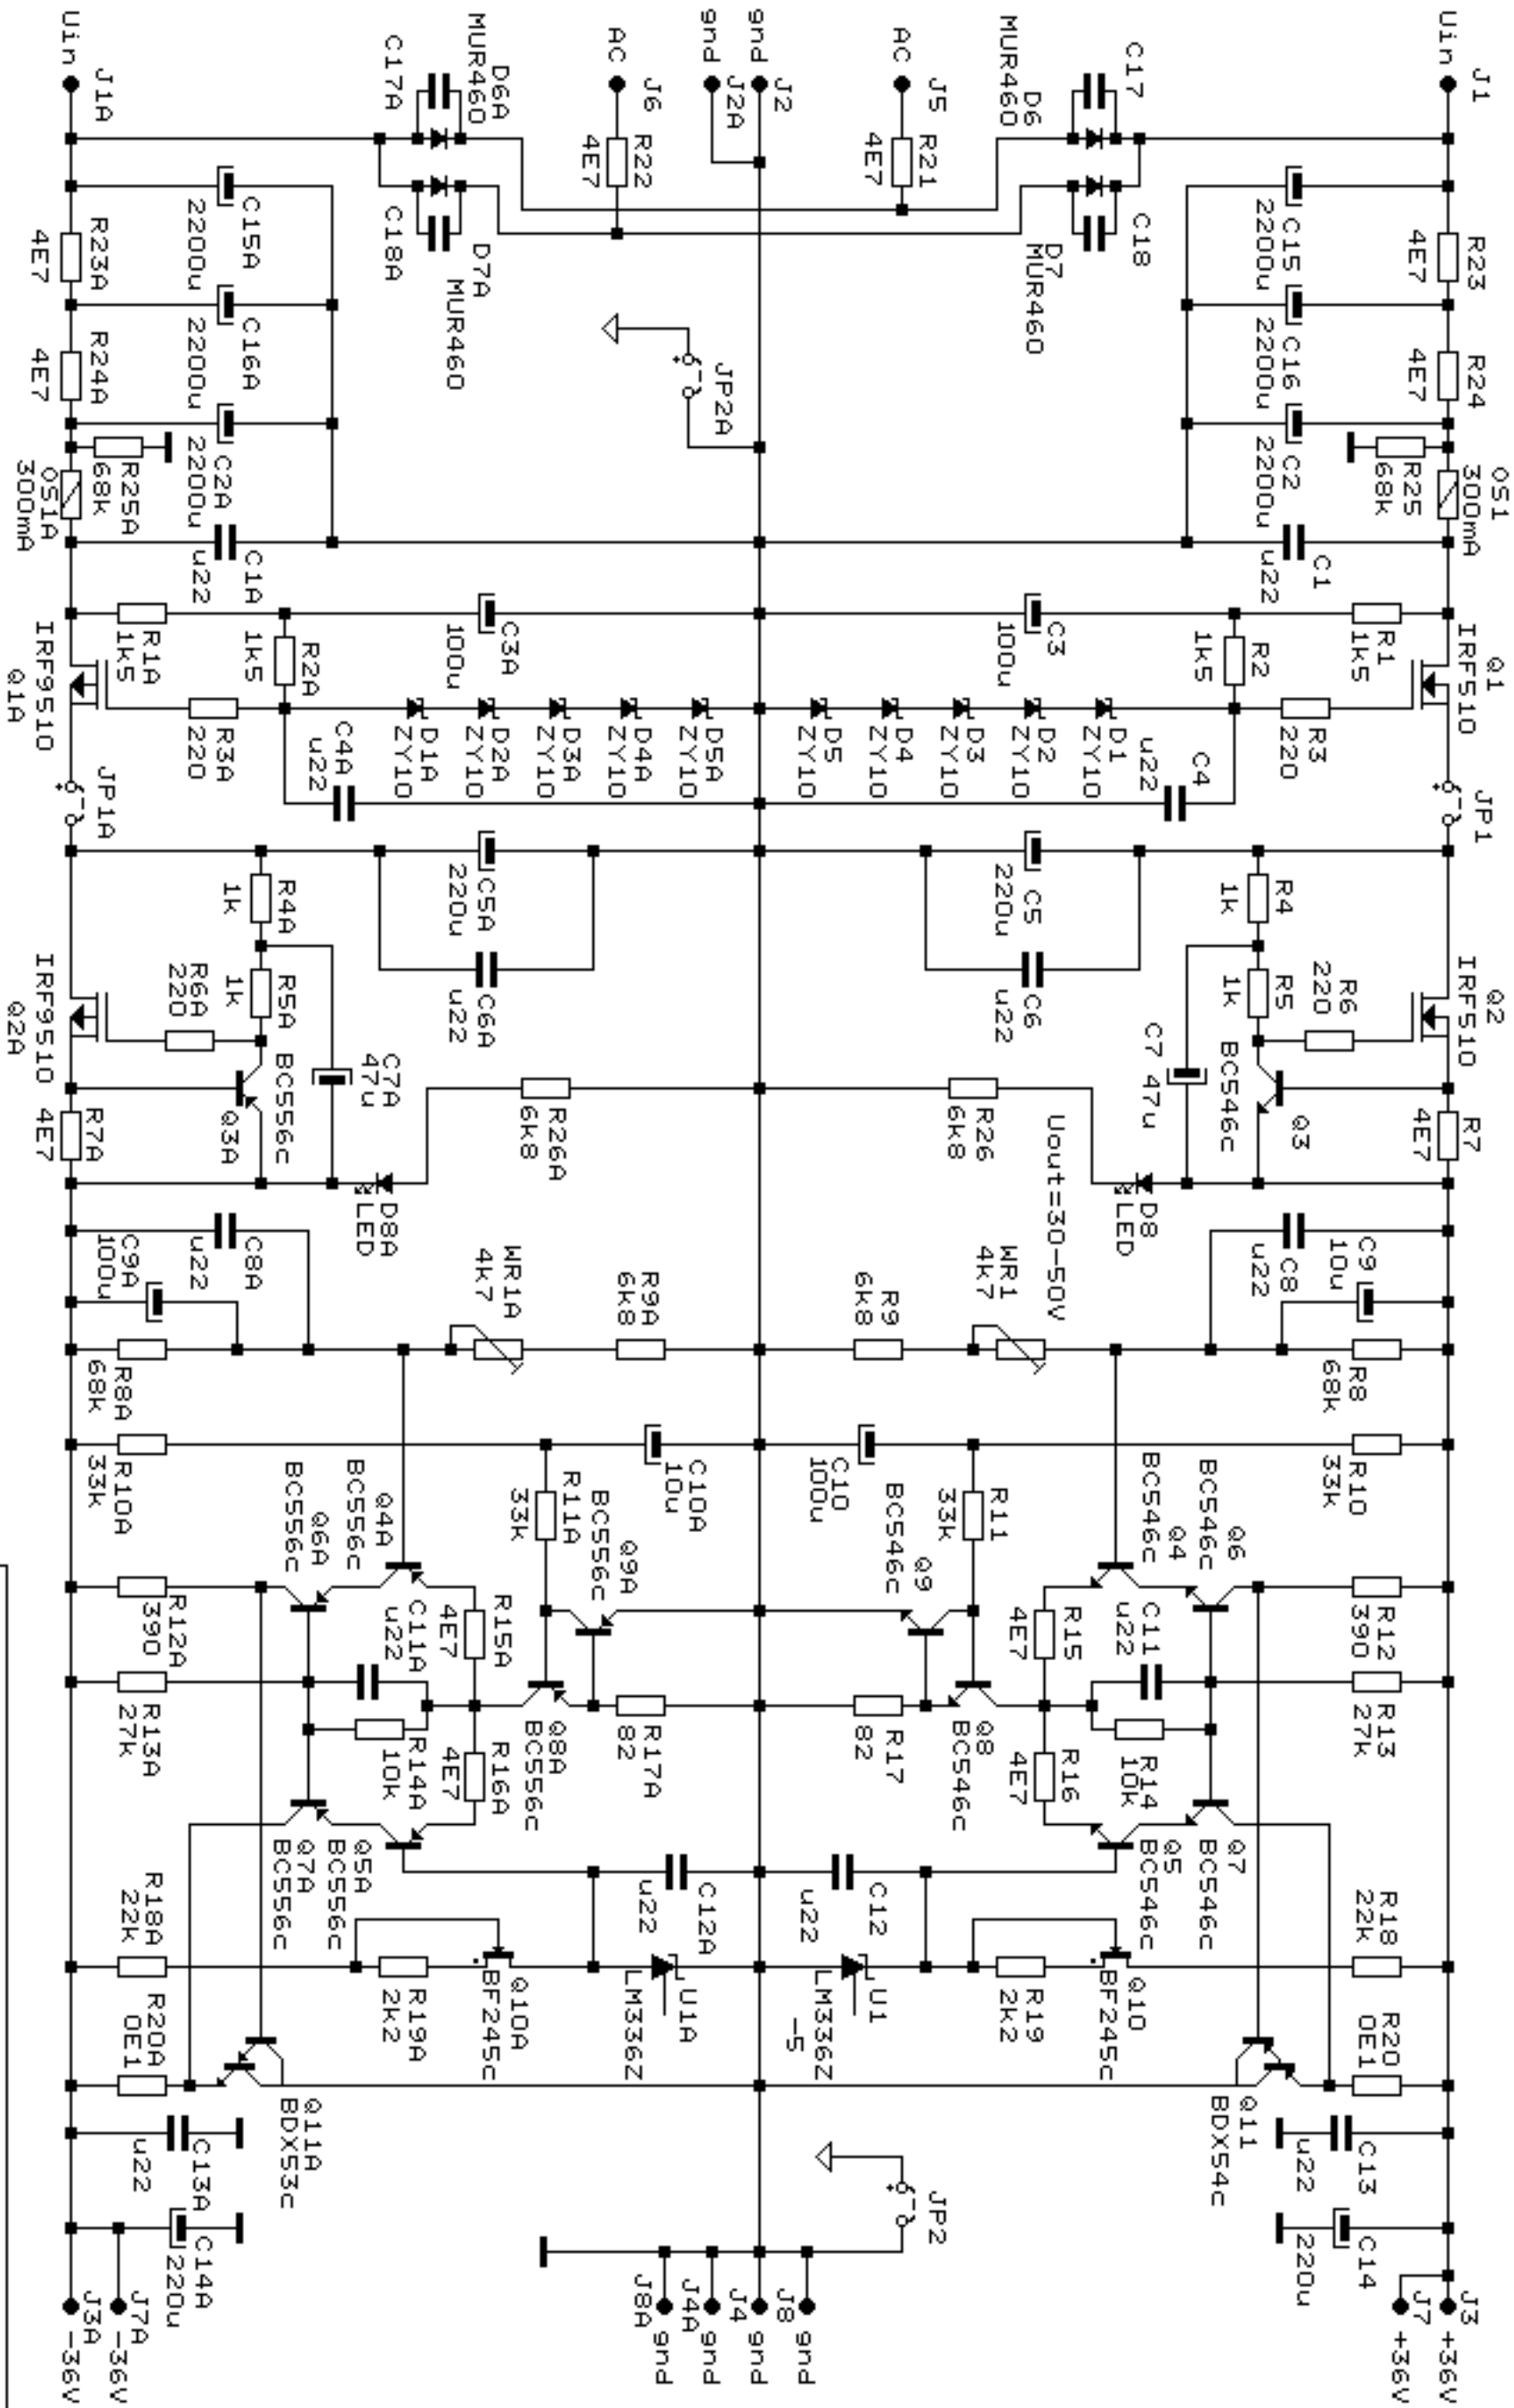 Uin
J1
C17
D6
MUR460
C18
D7
MUR460
R23
4E7
C15
2200u
C16
2200u
R24
4E7
C2
2200u
R25
68k
OS1
300mA
C1
u22
R1
1k5
Q1
IRF510
R2
1k5
R3
220
C3
100u
D1
ZY10
D2
ZY10
D3
ZY10
D4
ZY10
D5
ZY10
C4
u22
JP1
R4
1k
R5
1k
R6
220
Q2
IRF510
C5
220u
C6
u22
C7 47u
BC546c
Q3
R7
4E7
R26
6k8
D8
LED
Uout=30-50V
C8
u22
C9
10u
R8
68k
WR1
4k7
R9
6k8
R10
33k
C10
100u
R11
33k
Q9
BC546c
Q6
BC546c
Q4
BC546c
R12
390
R13
27k
C11
u22
R15
4E7
R14
10k
R16
4E7
Q8
BC546c
R17
82
Q7
BC546c
Q5
BC546c
C12
u22
R18
22k
Q10
BF245c
R19
2k2
U1
LM336Z
-5
R20
0E1
Q11
BDX54c
C13
u22
C14
220u
J3 +36V
J7 +36V
AC
J5
R21
4E7
gnd
J2
gnd
J2A
AC
J6
R22
4E7
JP2A
JP2
J8 gnd
J4 gnd
J4A gnd
J8A gnd
Uin
J1A
C17A
D6A
MUR460
C18A
D7A
MUR460
R23A
4E7
C15A
2200u
C16A
2200u
R24A
4E7
C2A
2200u
R25A
68k
OS1A
300mA
C1A
u22
R1A
1k5
Q1A
IRF9510
R2A
1k5
R3A
220
C3A
100u
D1A
ZY10
D2A
ZY10
D3A
ZY10
D4A
ZY10
D5A
ZY10
C4A
u22
JP1A
R4A
1k
R5A
1k
R6A
220
Q2A
IRF9510
C5A
220u
C6A
u22
C7A
47u
BC556c
Q3A
R7A
4E7
R26A
6k8
D8A
LED
C8A
u22
C9A
100u
R8A
68k
WR1A
4k7
R9A
6k8
R10A
33k
C10A
10u
R11A
33k
Q9A
BC556c
Q4A
BC556c
Q6A
BC556c
R12A
390
R13A
27k
C11A
u22
R15A
4E7
R14A
10k
R16A
4E7
Q8A
BC556c
R17A
82
Q5A
BC556c
Q7A
BC556c
C12A
u22
R18A
22k
Q10A
BF245c
R19A
2k2
U1A
LM336Z
R20A
0E1
Q11A
BDX53c
C13A
u22
C14A
220u
J7A -36V
J3A -36V